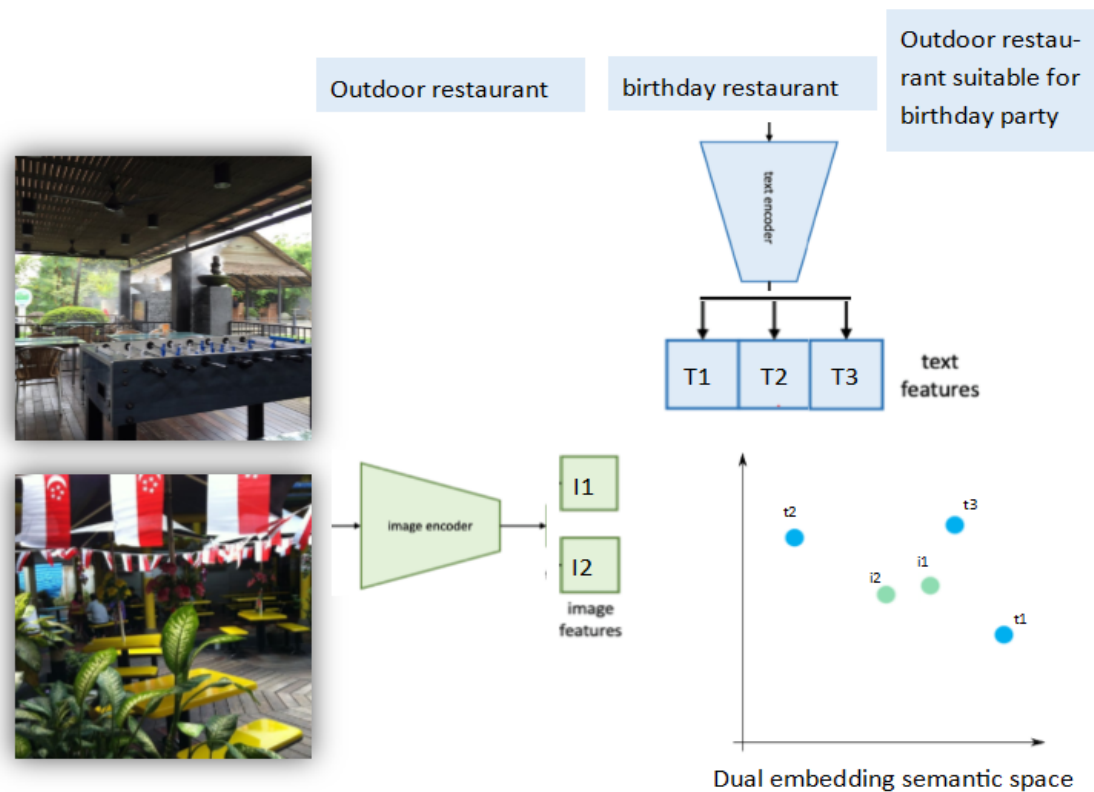 Outdoor restaurant
birthday restaurant
Outdoor restau-
rant suitable for
birthday party
text encoder
T1
T2
T3
text
features
image encoder
I1
I2
image
features
t2
t3
i2
i1
t1
Dual embedding semantic space